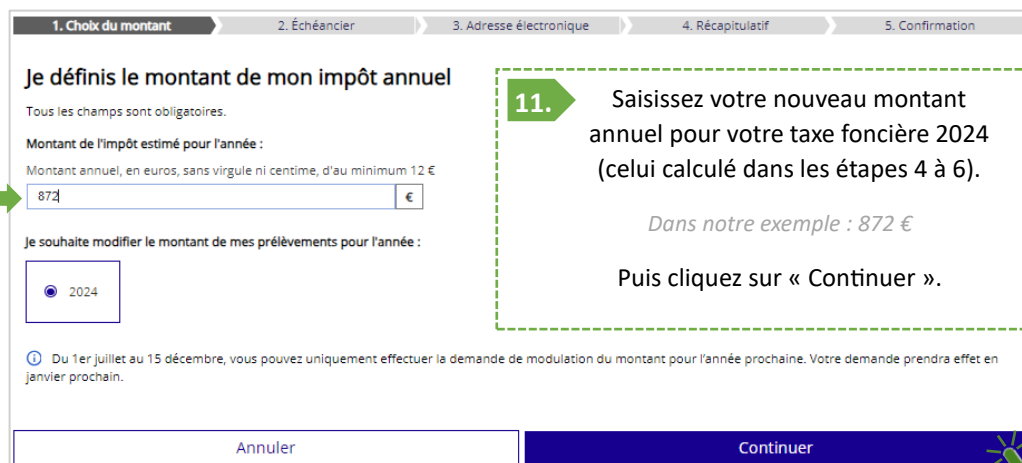 1. Choix du montant
2. Échéancier
3. Adresse électronique
4. Récapitulatif
5. Confirmation
Je définis le montant de mon impôt annuel
Tous les champs sont obligatoires.
Montant de l'impôt estimé pour l'année :
Montant annuel, en euros, sans virgule ni centime, d'au minimum 12 €
872
€
Je souhaite modifier le montant de mes prélèvements pour l'année :
2024
11.
Saisissez votre nouveau montant
annuel pour votre taxe foncière 2024
(celui calculé dans les étapes 4 à 6).
Dans notre exemple : 872 €
Puis cliquez sur « Continuer ».
Du 1er juillet au 15 décembre, vous pouvez uniquement effectuer la demande de modulation du montant pour l'année prochaine. Votre demande prendra effet en
janvier prochain.
Annuler
Continuer